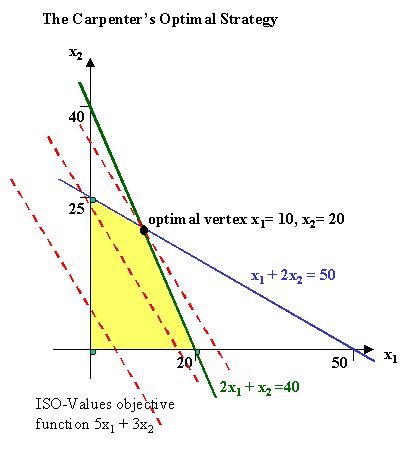 The Carpenter's Optimal Strategy
x₂
40
25
optimal vertex x₁= 10, x₂= 20
x₁ + 2x₂ = 50
20
50
x₁
2x₁ + x₂ =40
ISO-Values objective
function 5x₁ + 3x₂